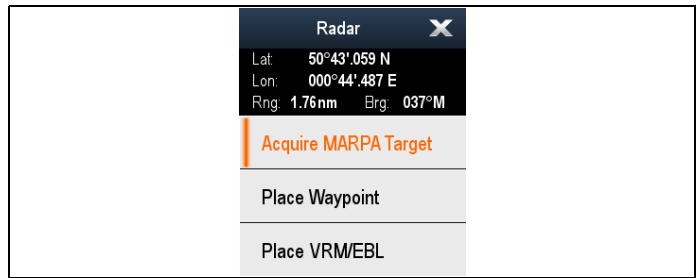 Radar X
Lat: 50°43'.059 N
Lon: 000°44'.487 E
Rng: 1.76nm Brg: 037°M
Acquire MARPA Target
Place Waypoint
Place VRM/EBL